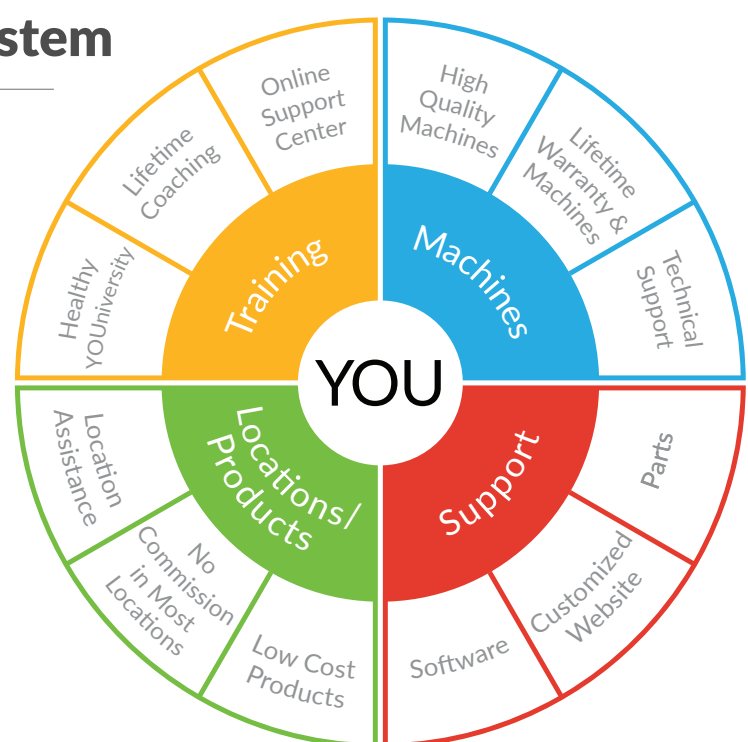 stem
Online
Support
Center
High
Quality
Machines
Lifetime
Coaching
Lifetime
Warranty &
Machines
Healthy
YOUniversity
Technical
Support
Training
Machines
YOU
Locations/
Products
Support
Location
Assistance
Parts
No
Commission
in Most
Locations
Customized
Website
Low Cost
Products
Software